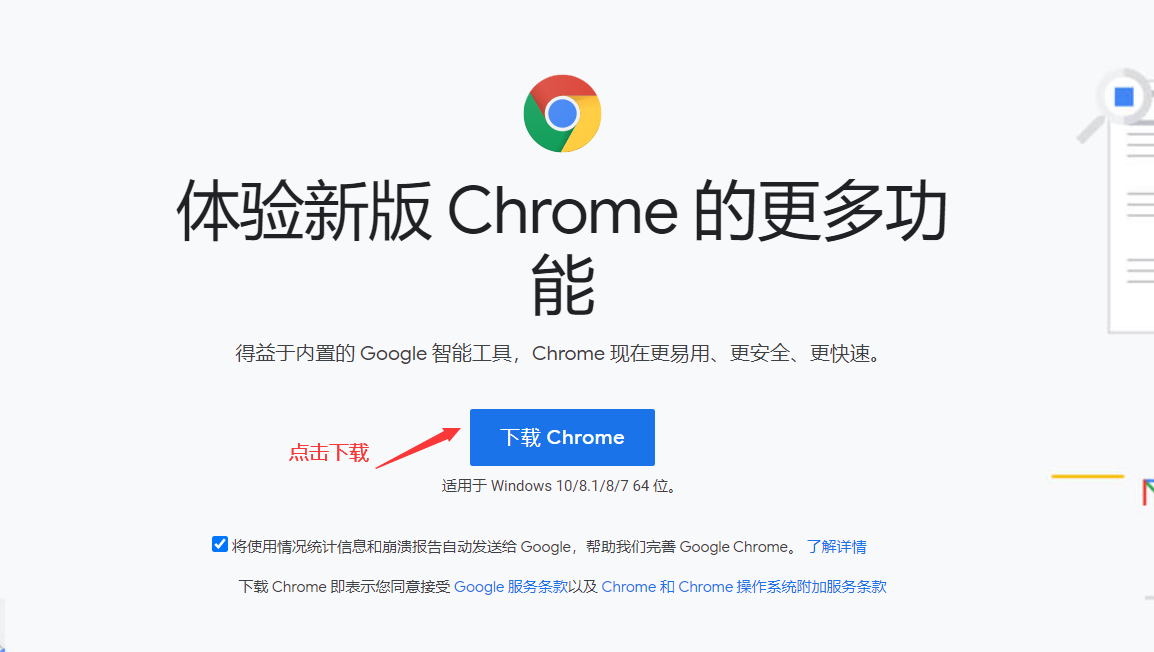 体验新版 Chrome 的更多功
能
得益于内置的 Google 智能工具，Chrome 现在更易用、更安全、更快速。
下载 Chrome
点击下载
适用于 Windows 10/8.1/8/7 64 位。
将使用情况统计信息和崩溃报告自动发送给 Google，帮助我们完善 Google Chrome。 了解详情
下载 Chrome 即表示您同意接受 Google 服务条款以及 Chrome 和 Chrome 操作系统附加服务条款